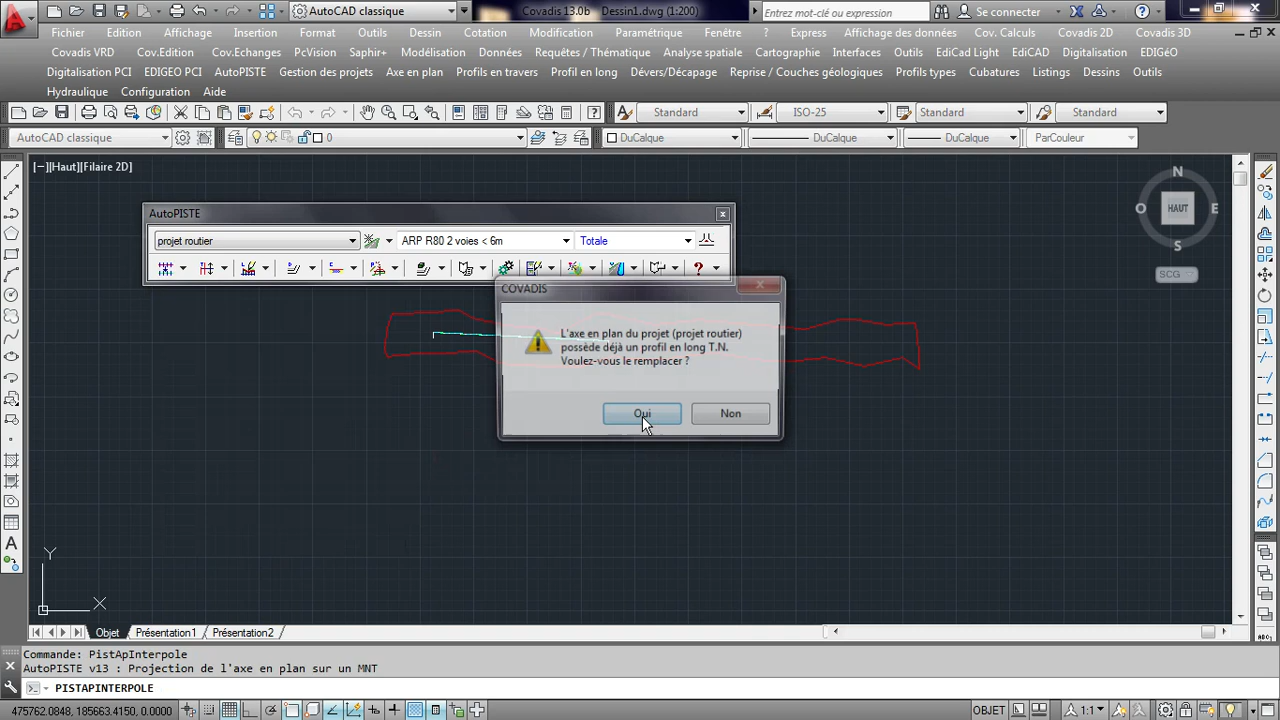 AutoCAD classique
Covadis 13.0b Dessin1.dwg (1:200)
Entrez mot-clé ou expression
Se connecter
Fichier Edition Affichage Insertion Format Outils Dessin Cotation Modification Paramétrique Fenêtre ? Express Affichage des données Cov. Calculs Covadis 2D Covadis 3D
Covadis VRD Cov.Edition Cov.Echanges PcVision Saphir+ Modélisation Données Requêtes / Thématique Analyse spatiale Cartographie Interfaces Outils EdiCad Light EdiCAD Digitalisation EDIGéO
Digitalisation PCI EDIGEO PCI AutoPISTE Gestion des projets Axe en plan Profils en travers Profil en long Dévers/Décapage Reprise / Couches géologiques Profils types Cubatures Listings Dessins Outils
Hydraulique Configuration Aide
Standard ISO-25 Standard Standard
AutoCAD classique 0 DuCalque DuCalque DuCalque ParCouleur
[−][Haut][Filaire 2D]
N
O HAUT E
S
SCG
AutoPISTE
projet routier ARP R80 2 voies < 6m Totale
COVADIS
L'axe en plan du projet (projet routier)
possède déjà un profil en long T.N.
Voulez-vous le remplacer ?
Oui Non
Y
X
Objet Présentation1 Présentation2
Commande: PistApInterpole
AutoPISTE v13 : Projection de l'axe en plan sur un MNT
PISTAPINTERPOLE
475762.0848, 185663.4150, 0.0000
OBJET
1:1